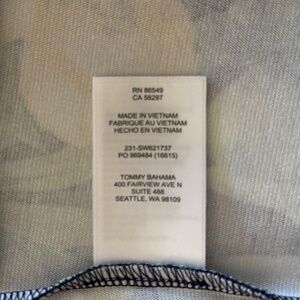 RN 86549
CA 58297
MADE IN VIETNAM
FABRIQUE AU VIETNAM
HECHO EN VIETNAM
231-SW621737
PO 969484 (16615)
TOMMY BAHAMA
400 FAIRVIEW AVE N
SUITE 488
SEATTLE, WA 98109